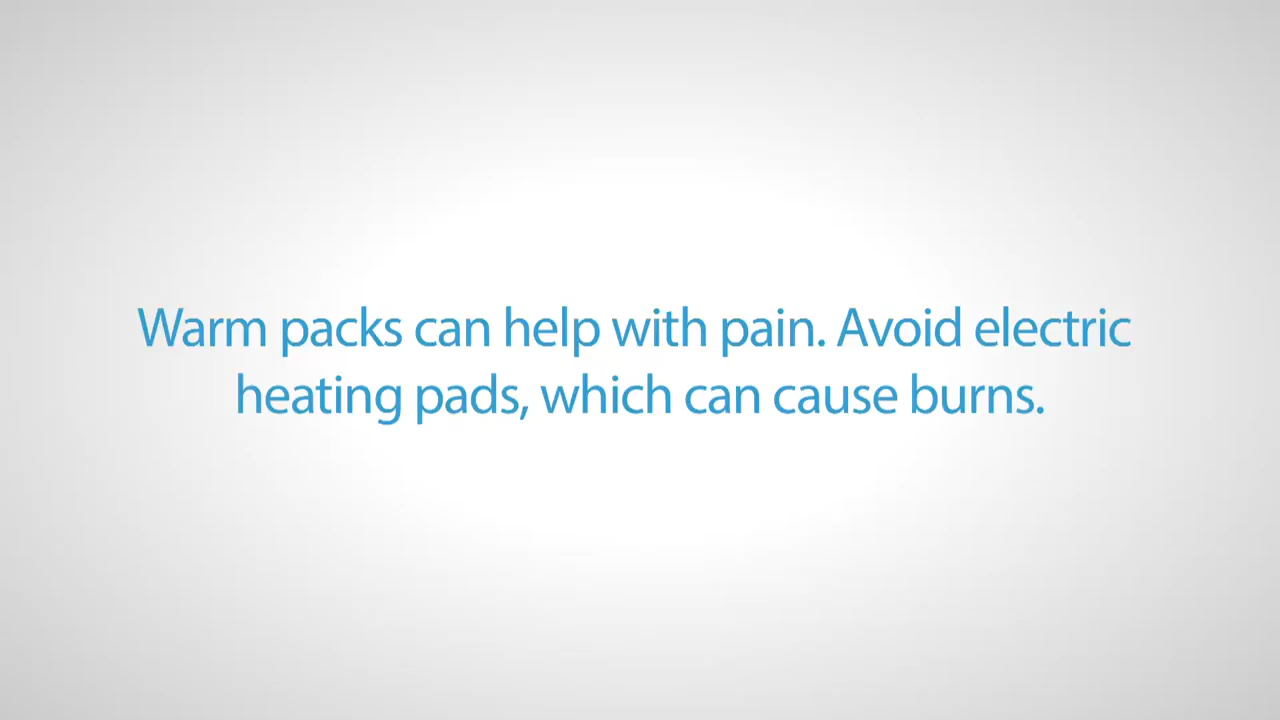 Warm packs can help with pain. Avoid electric
heating pads, which can cause burns.